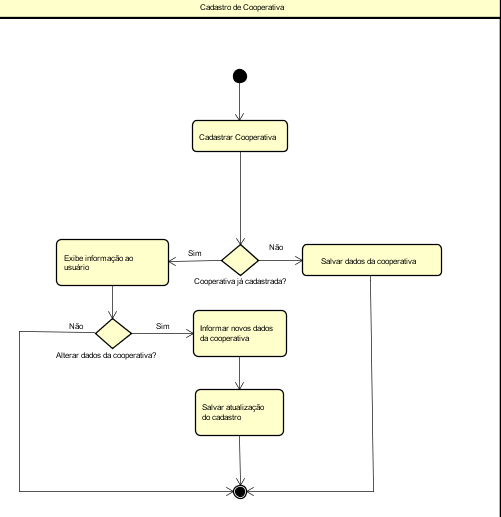 Cadastro de Cooperativa
Cadastrar Cooperativa
Exibe informação ao
usuário
Sim
Não
Cooperativa já cadastrada?
Salvar dados da cooperativa
Não
Sim
Alterar dados da cooperativa?
Informar novos dados
da cooperativa
Salvar atualização
do cadastro